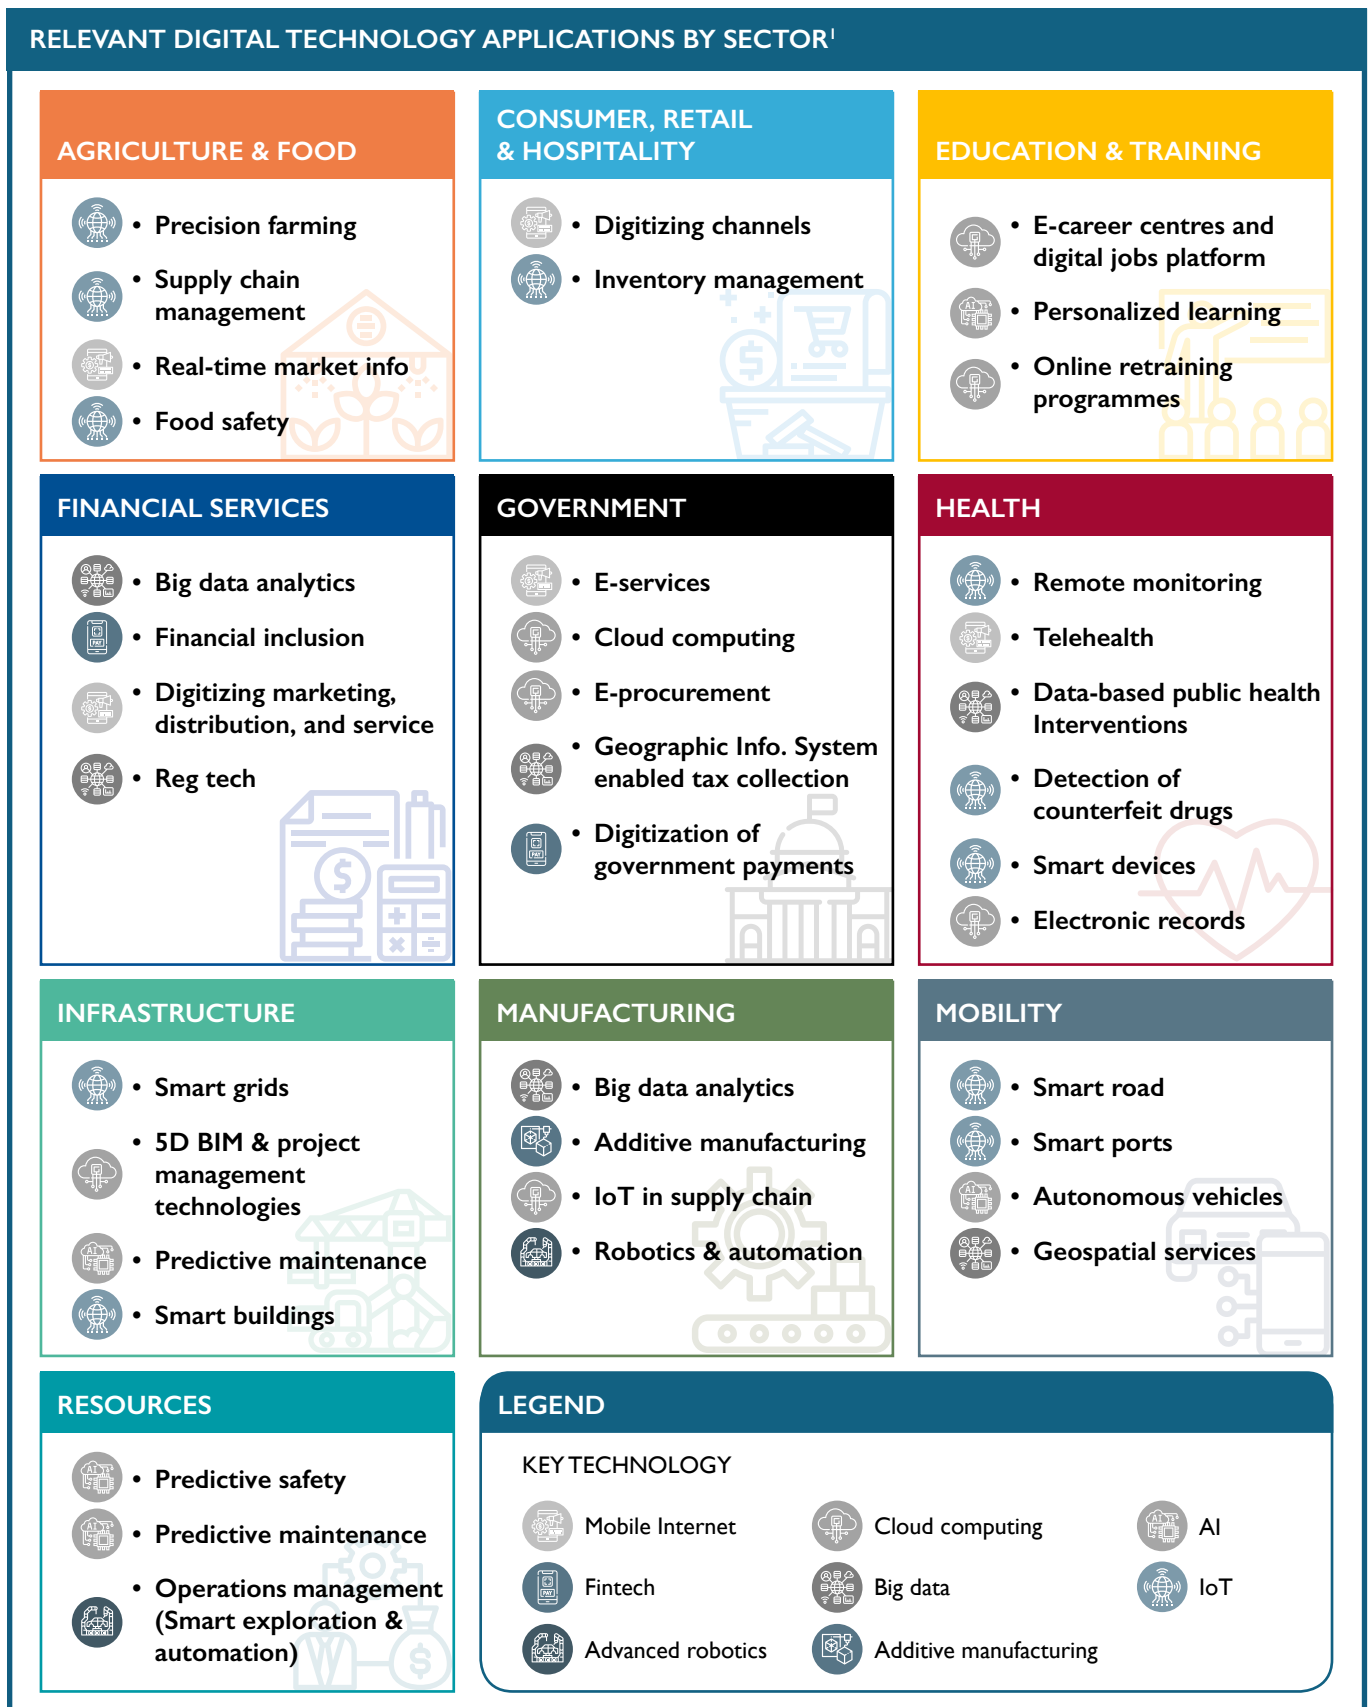 RELEVANT DIGITAL TECHNOLOGY APPLICATIONS BY SECTOR¹
AGRICULTURE & FOOD
• Precision farming
• Supply chain
management
• Real-time market info
• Food safety
CONSUMER, RETAIL
& HOSPITALITY
• Digitizing channels
• Inventory management
EDUCATION & TRAINING
• E-career centres and
digital jobs platform
• Personalized learning
• Online retraining
programmes
FINANCIAL SERVICES
• Big data analytics
• Financial inclusion
• Digitizing marketing,
distribution, and service
• Reg tech
GOVERNMENT
• E-services
• Cloud computing
• E-procurement
• Geographic Info. System
enabled tax collection
• Digitization of
government payments
HEALTH
• Remote monitoring
• Telehealth
• Data-based public health
Interventions
• Detection of
counterfeit drugs
• Smart devices
• Electronic records
INFRASTRUCTURE
• Smart grids
• 5D BIM & project
management
technologies
• Predictive maintenance
• Smart buildings
MANUFACTURING
• Big data analytics
• Additive manufacturing
• IoT in supply chain
• Robotics & automation
MOBILITY
• Smart road
• Smart ports
• Autonomous vehicles
• Geospatial services
RESOURCES
• Predictive safety
• Predictive maintenance
• Operations management
(Smart exploration &
automation)
LEGEND
KEY TECHNOLOGY
Mobile Internet
Cloud computing
AI
Fintech
Big data
IoT
Advanced robotics
Additive manufacturing